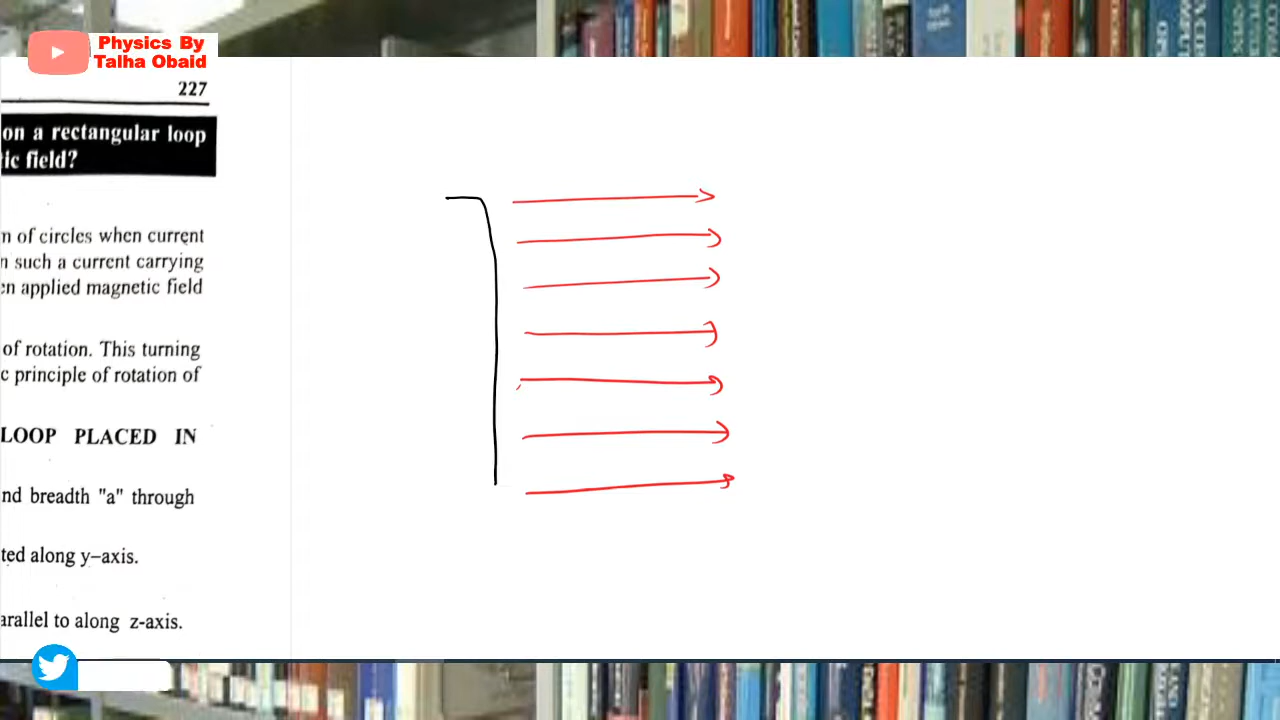 Physics By
Talha Obaid
227
on a rectangular loop
ic field?
n of circles when current
n such a current carrying
en applied magnetic field
of rotation. This turning
c principle of rotation of
LOOP PLACED IN
nd breadth "a" through
ted along y–axis.
arallel to along z-axis.